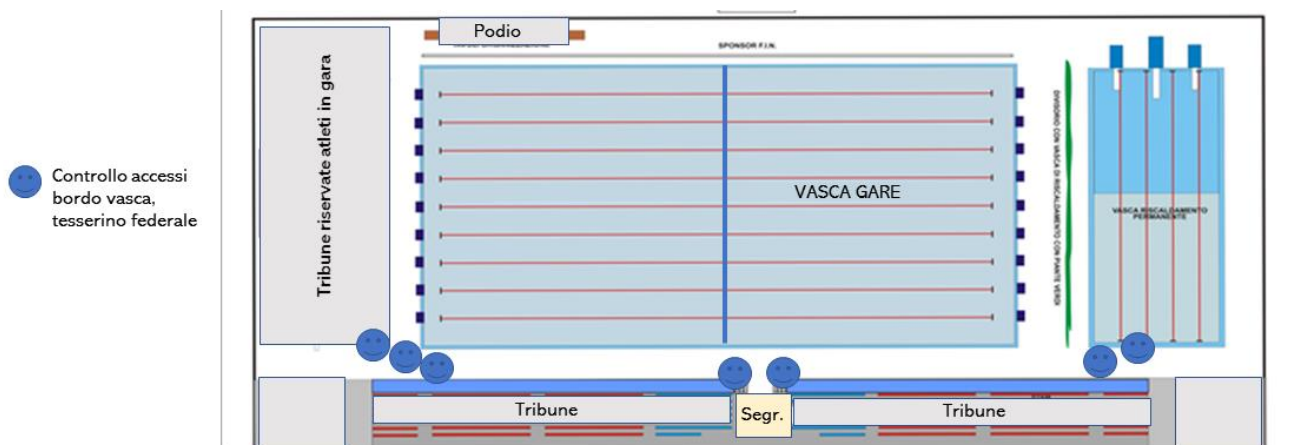 Podio
SPONSOR F.I.N.
Tribune riservate atleti in gara
Controllo accessi
bordo vasca,
tesserino federale
VASCA GARE
DIVISORIO CON VASCA DI RISCALDAMENTO CON PIANTE VERDI
VASCA RISCALDAMENTO
PERMANENTE
Tribune
Segr.
Tribune